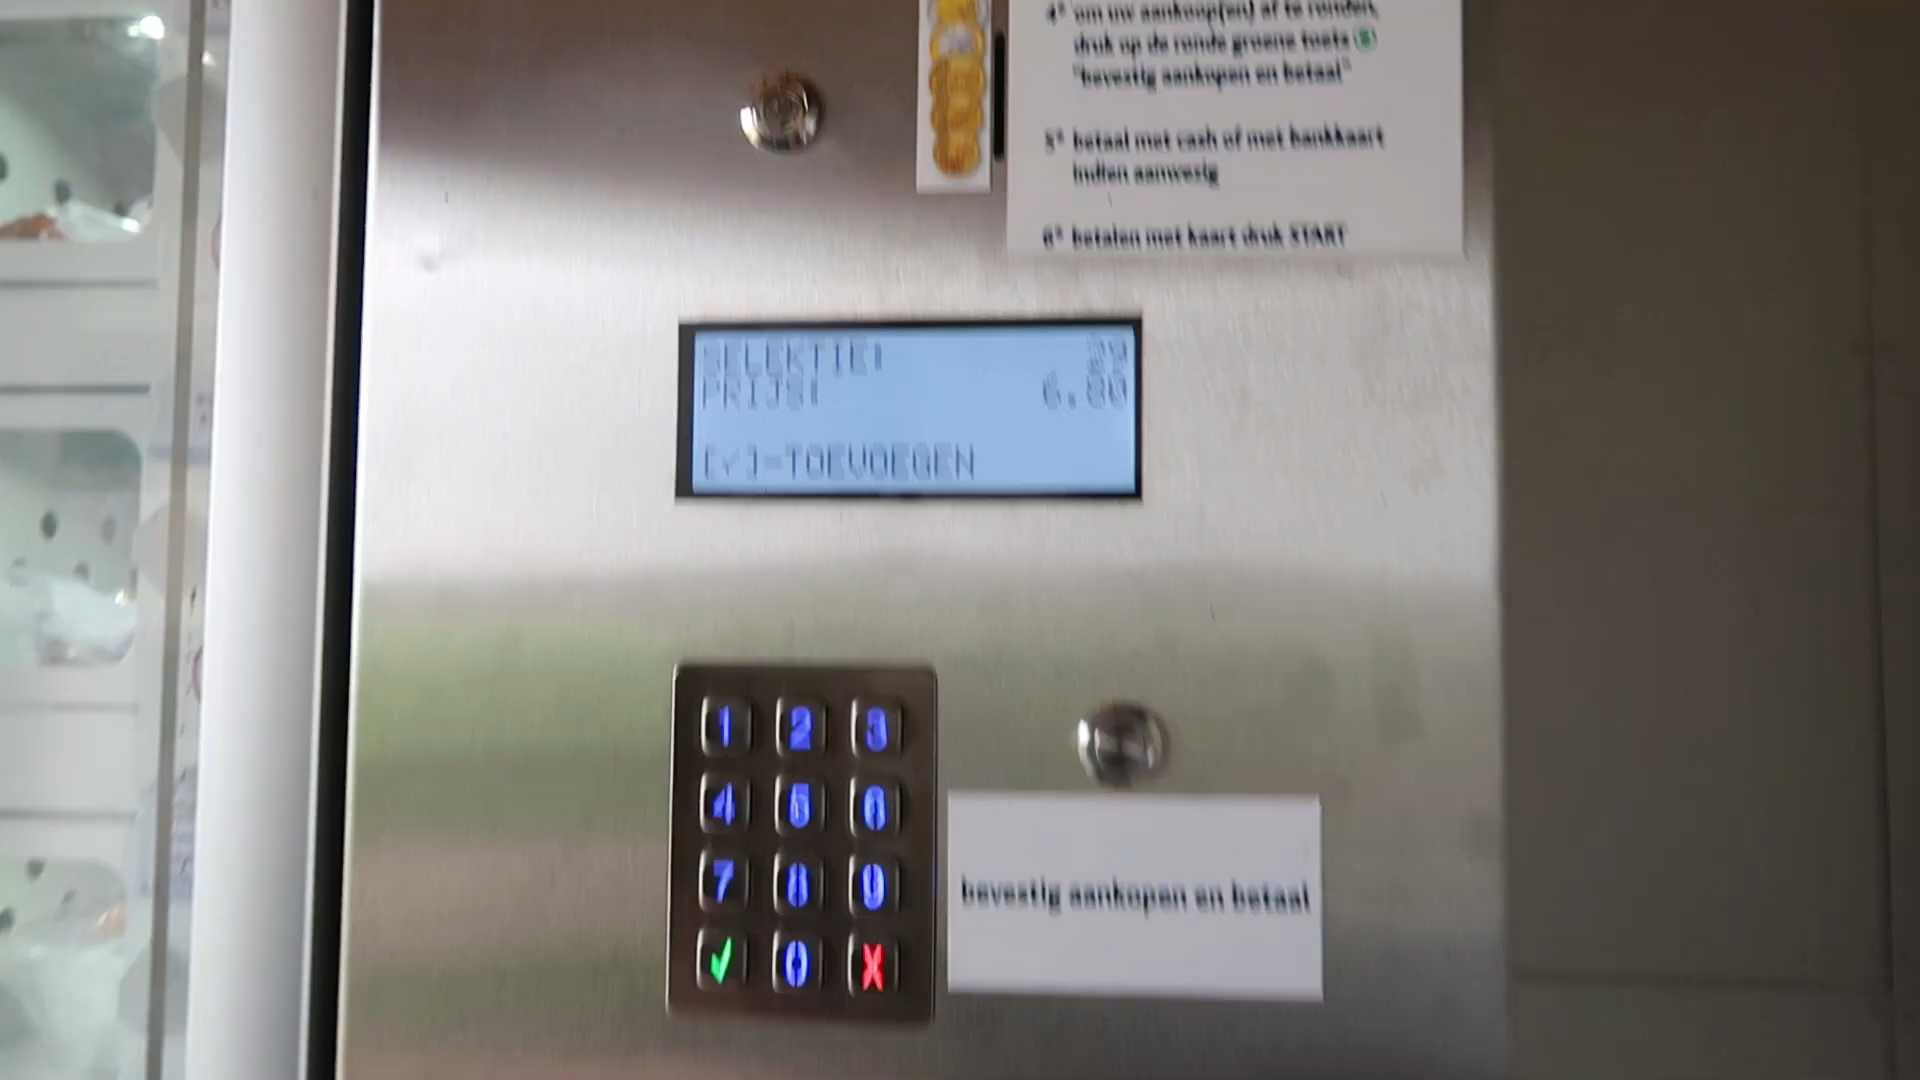 4° om uw aankoop(en) af te ronden,
druk op de ronde groene toets
"bevestig aankopen en betaal"
5° betaal met cash of met bankkaart
indien aanwezig
6° betalen met kaart druk START
SELEKTIE:
PRIJS: 6.80
[✓]=TOEVOEGEN
1 2 3
4 5 6
7 8 9
✓ 0 X
bevestig aankopen en betaal